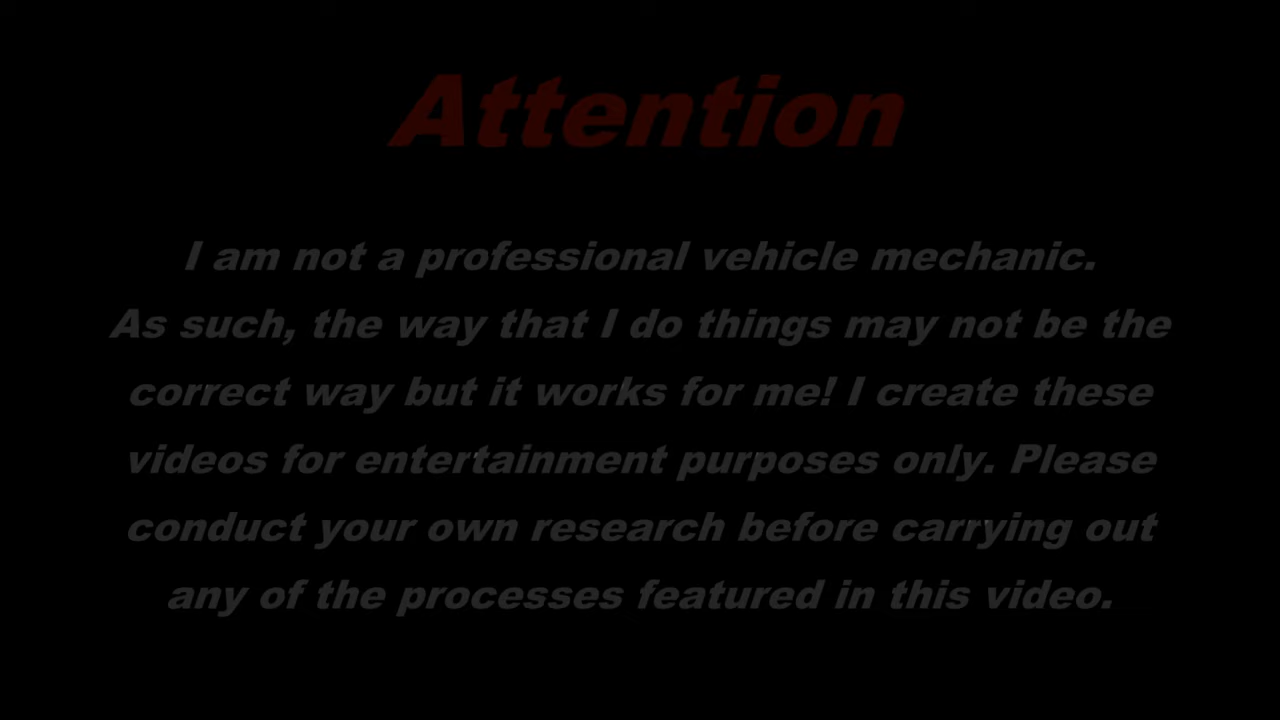 Attention
I am not a professional vehicle mechanic.
As such, the way that I do things may not be the
correct way but it works for me! I create these
videos for entertainment purposes only. Please
conduct your own research before carrying out
any of the processes featured in this video.